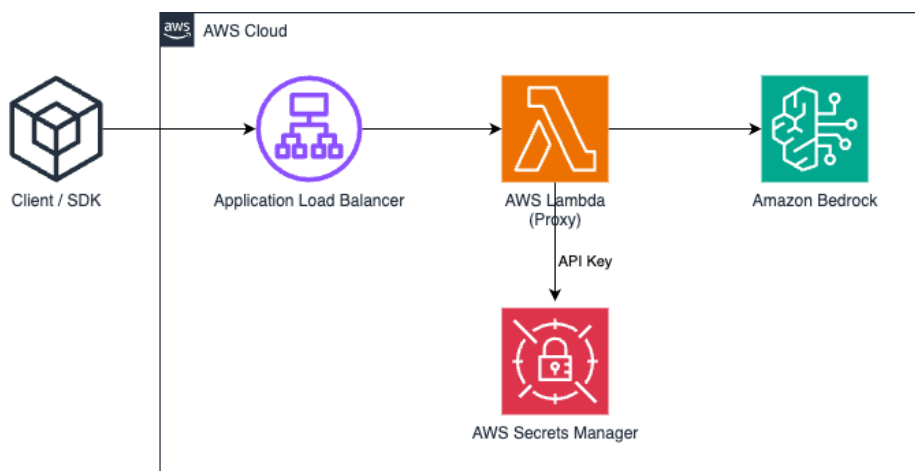 aws
AWS Cloud
Client / SDK
Application Load Balancer
AWS Lambda
(Proxy)
Amazon Bedrock
API Key
AWS Secrets Manager